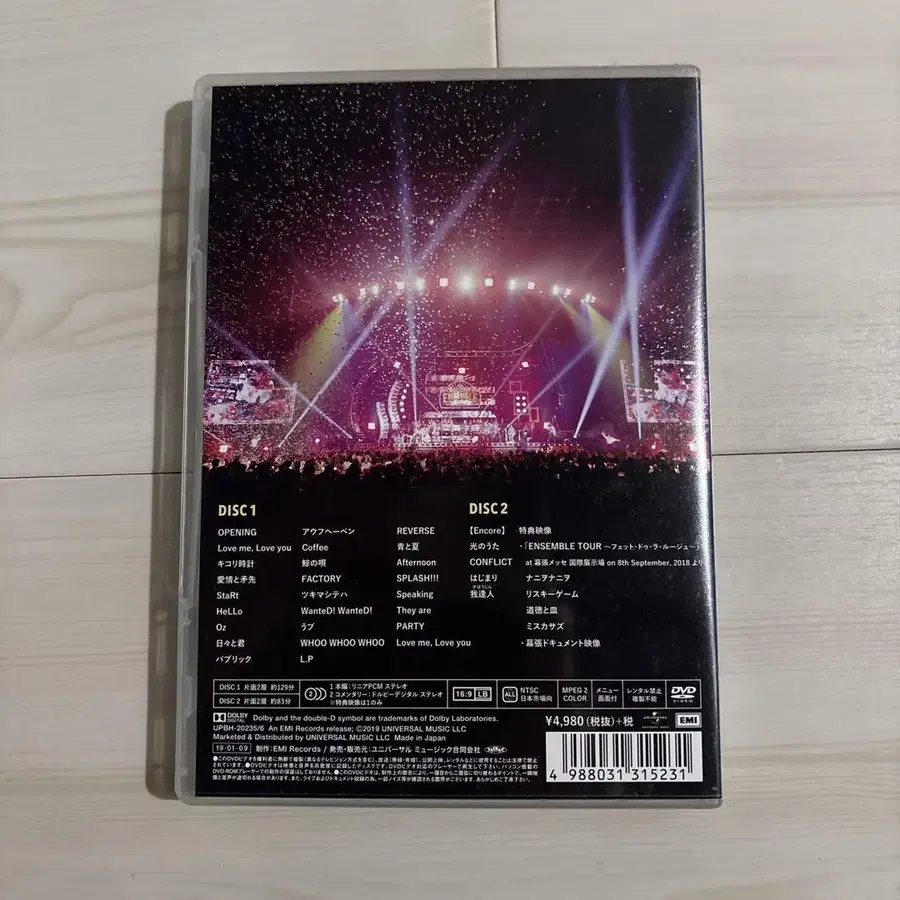 ENSEMBLE
DISC 1
OPENING
Love me, Love you
キコリ時計
愛情と矛先
StaRt
HeLLo
Oz
日々と君
パブリック
アウフヘーベン
Coffee
鯨の唄
FACTORY
ツキマシテハ
WanteD! WanteD!
うブ
WHOO WHOO WHOO
L.P
REVERSE
青と夏
Afternoon
SPLASH!!!
Speaking
They are
PARTY
Love me, Love you
DISC 2
【Encore】
光のうた
CONFLICT
はじまり
がほうじん
我逢人
特典映像
・「ENSEMBLE TOUR 〜フェット・ドゥ・ラ・ルージュ〜」
at 幕張メッセ 国際展示場 on 8th September, 2018 より
ナニヲナニヲ
リスキーゲーム
道徳と皿
ミスカサズ
・幕張ドキュメント映像
DISC 1 片面2層 約129分
DISC 2 片面2層 約83分
2
1 本編：リニアPCM ステレオ
2 コメンタリー：ドルビーデジタル ステレオ
※特典映像は1のみ
16:9 LB
ALL
NTSC
日本市場向
MPEG 2
COLOR
メニュー
画面付
レンタル禁止
複製不能
DVD
VIDEO
DOLBY
DIGITAL
Dolby and the double-D symbol are trademarks of Dolby Laboratories.
UPBH-20235/6 An EMI Records release; ©2019 UNIVERSAL MUSIC LLC
Marketed & Distributed by UNIVERSAL MUSIC LLC Made in Japan
19・01・09 制作：EMI Records / 発売・販売元：ユニバーサル ミュージック合同会社
¥4,980(税抜)+税
UNIVERSAL
EMI
4 988031 315231